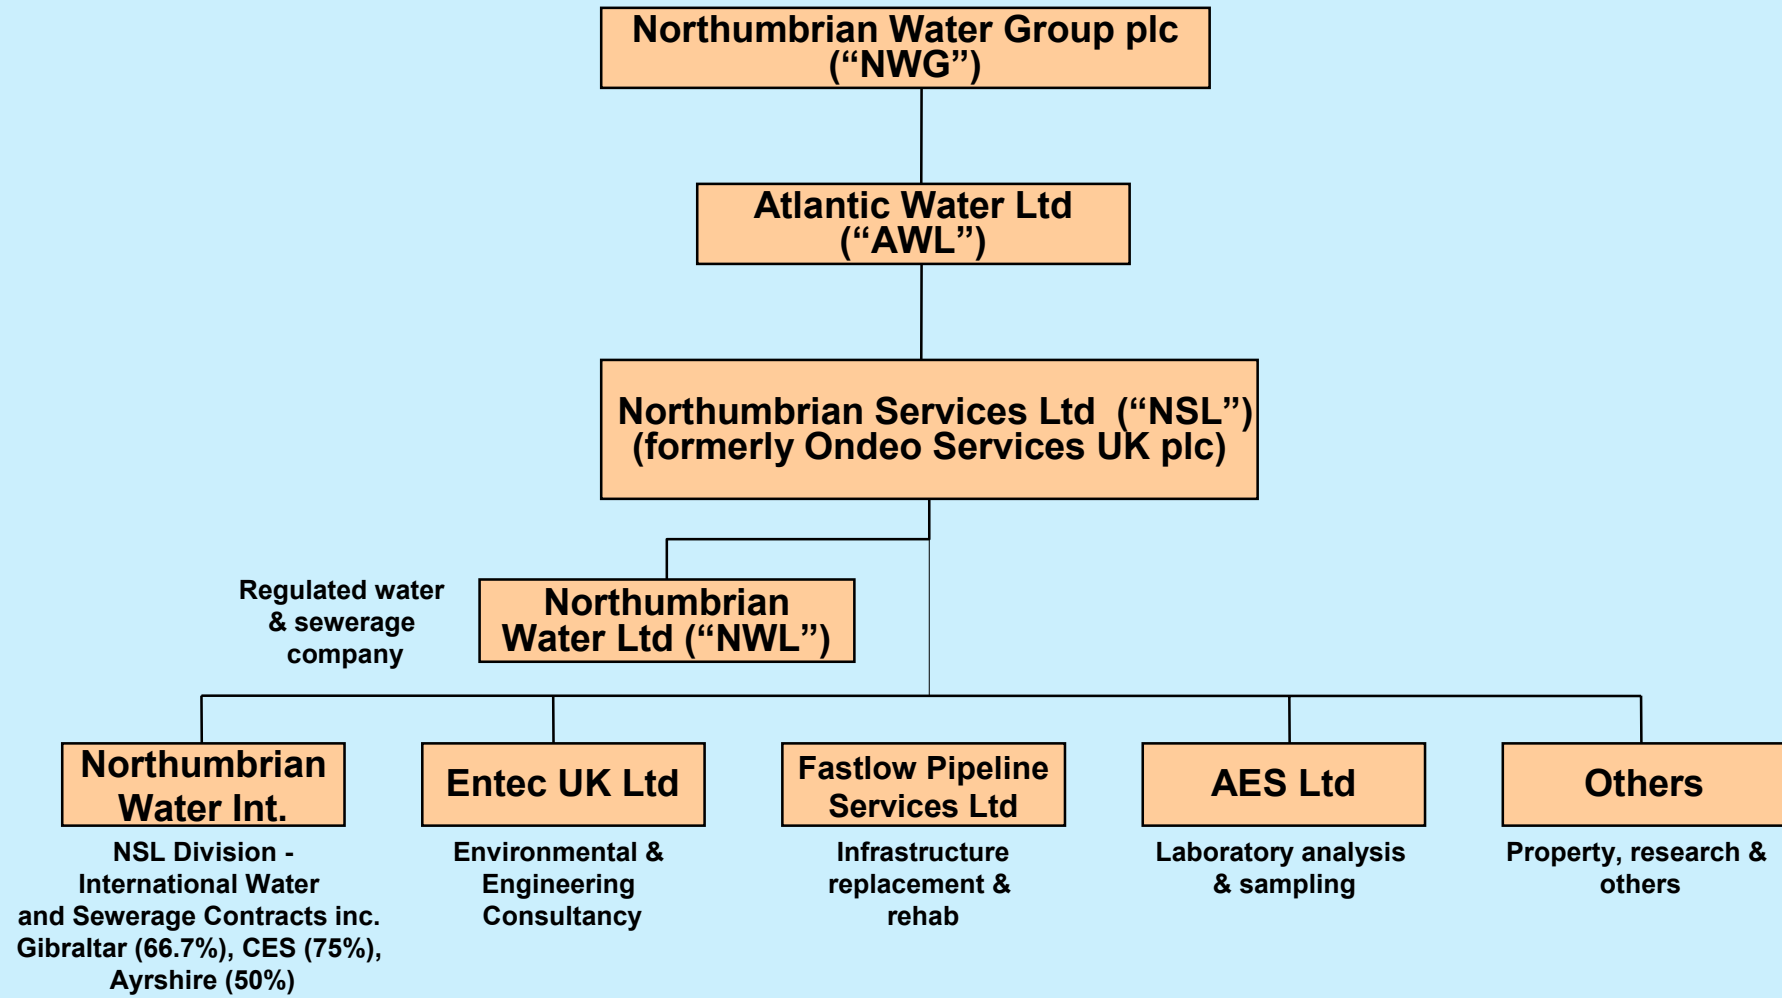 Northumbrian Water Group plc
(“NWG”)
Atlantic Water Ltd
(“AWL”)
Northumbrian Services Ltd (“NSL”)
(formerly Ondeo Services UK plc)
Regulated water
& sewerage
company
Northumbrian
Water Ltd (“NWL”)
Northumbrian
Water Int.
NSL Division -
International Water
and Sewerage Contracts inc.
Gibraltar (66.7%), CES (75%),
Ayrshire (50%)
Entec UK Ltd
Environmental &
Engineering
Consultancy
Fastlow Pipeline
Services Ltd
Infrastructure
replacement &
rehab
AES Ltd
Laboratory analysis
& sampling
Others
Property, research &
others